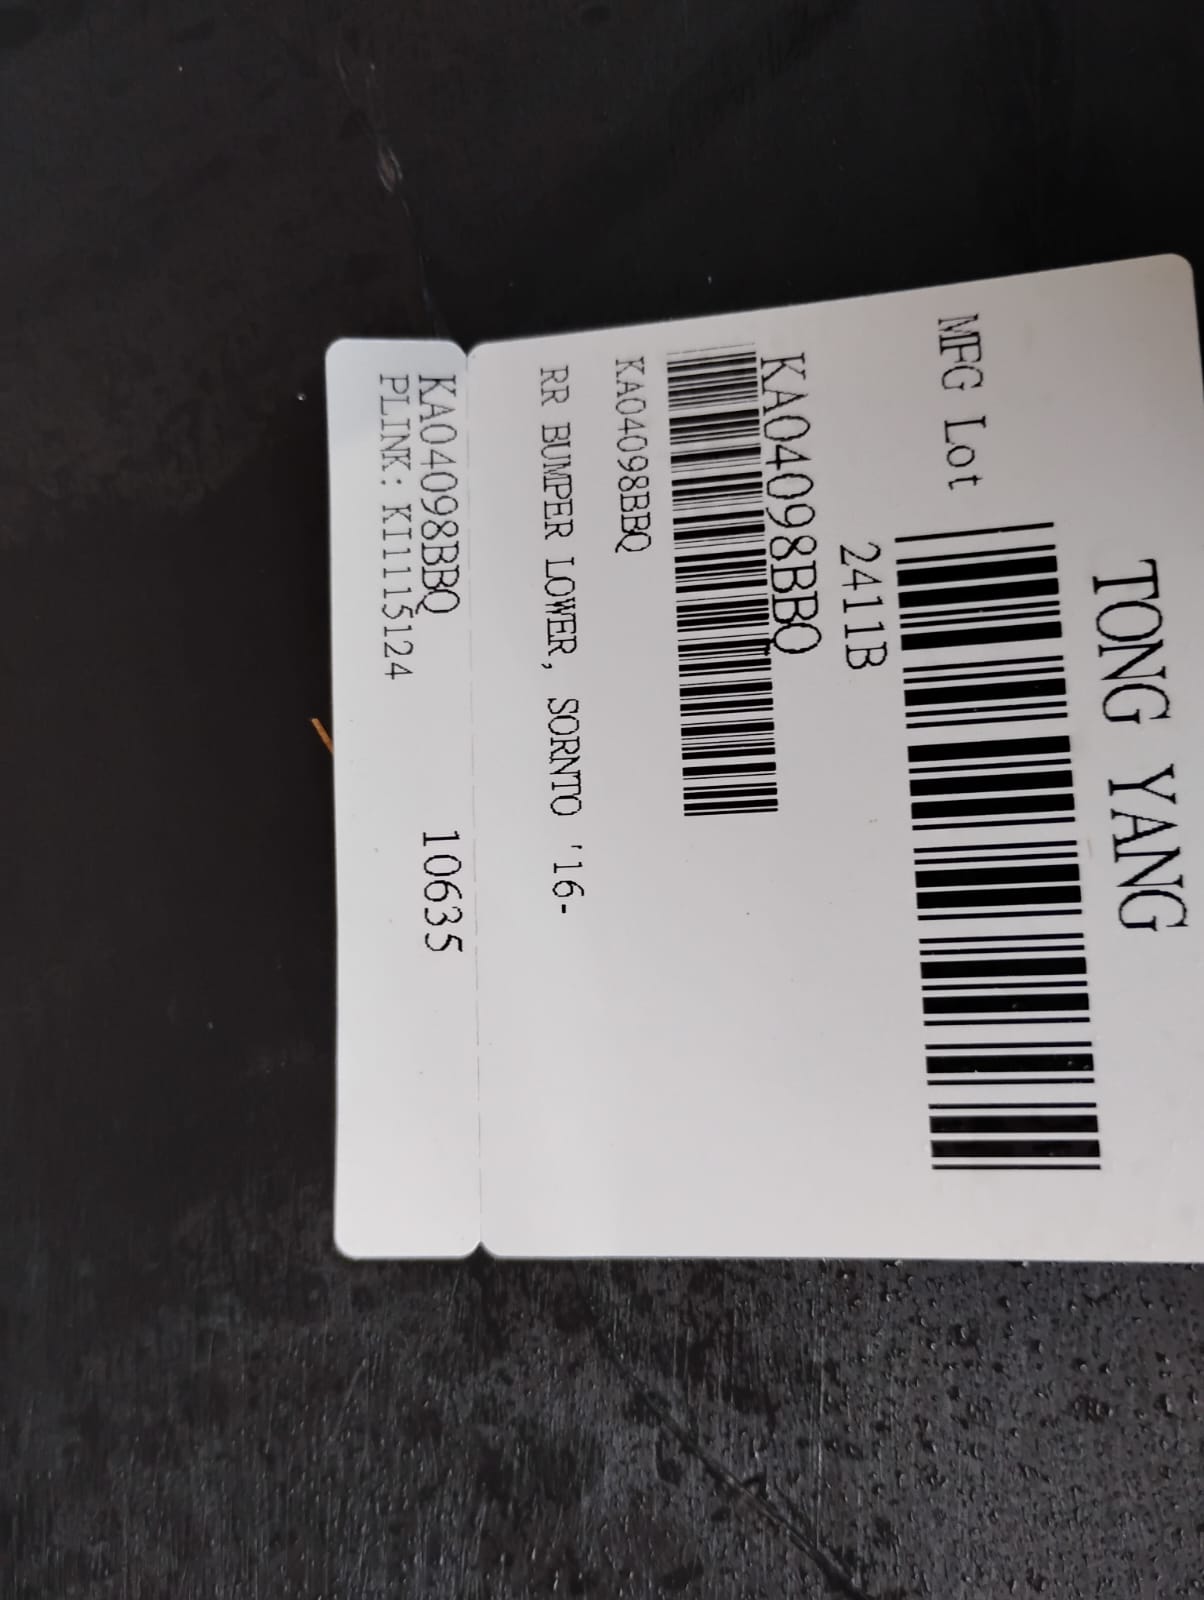 TONG YANG
MFG Lot
2411B
KA04098BBQ
KA04098BBQ
RR BUMPER LOWER, SORNTO '16-
KA04098BBQ 10635
PLINK: KI1115124